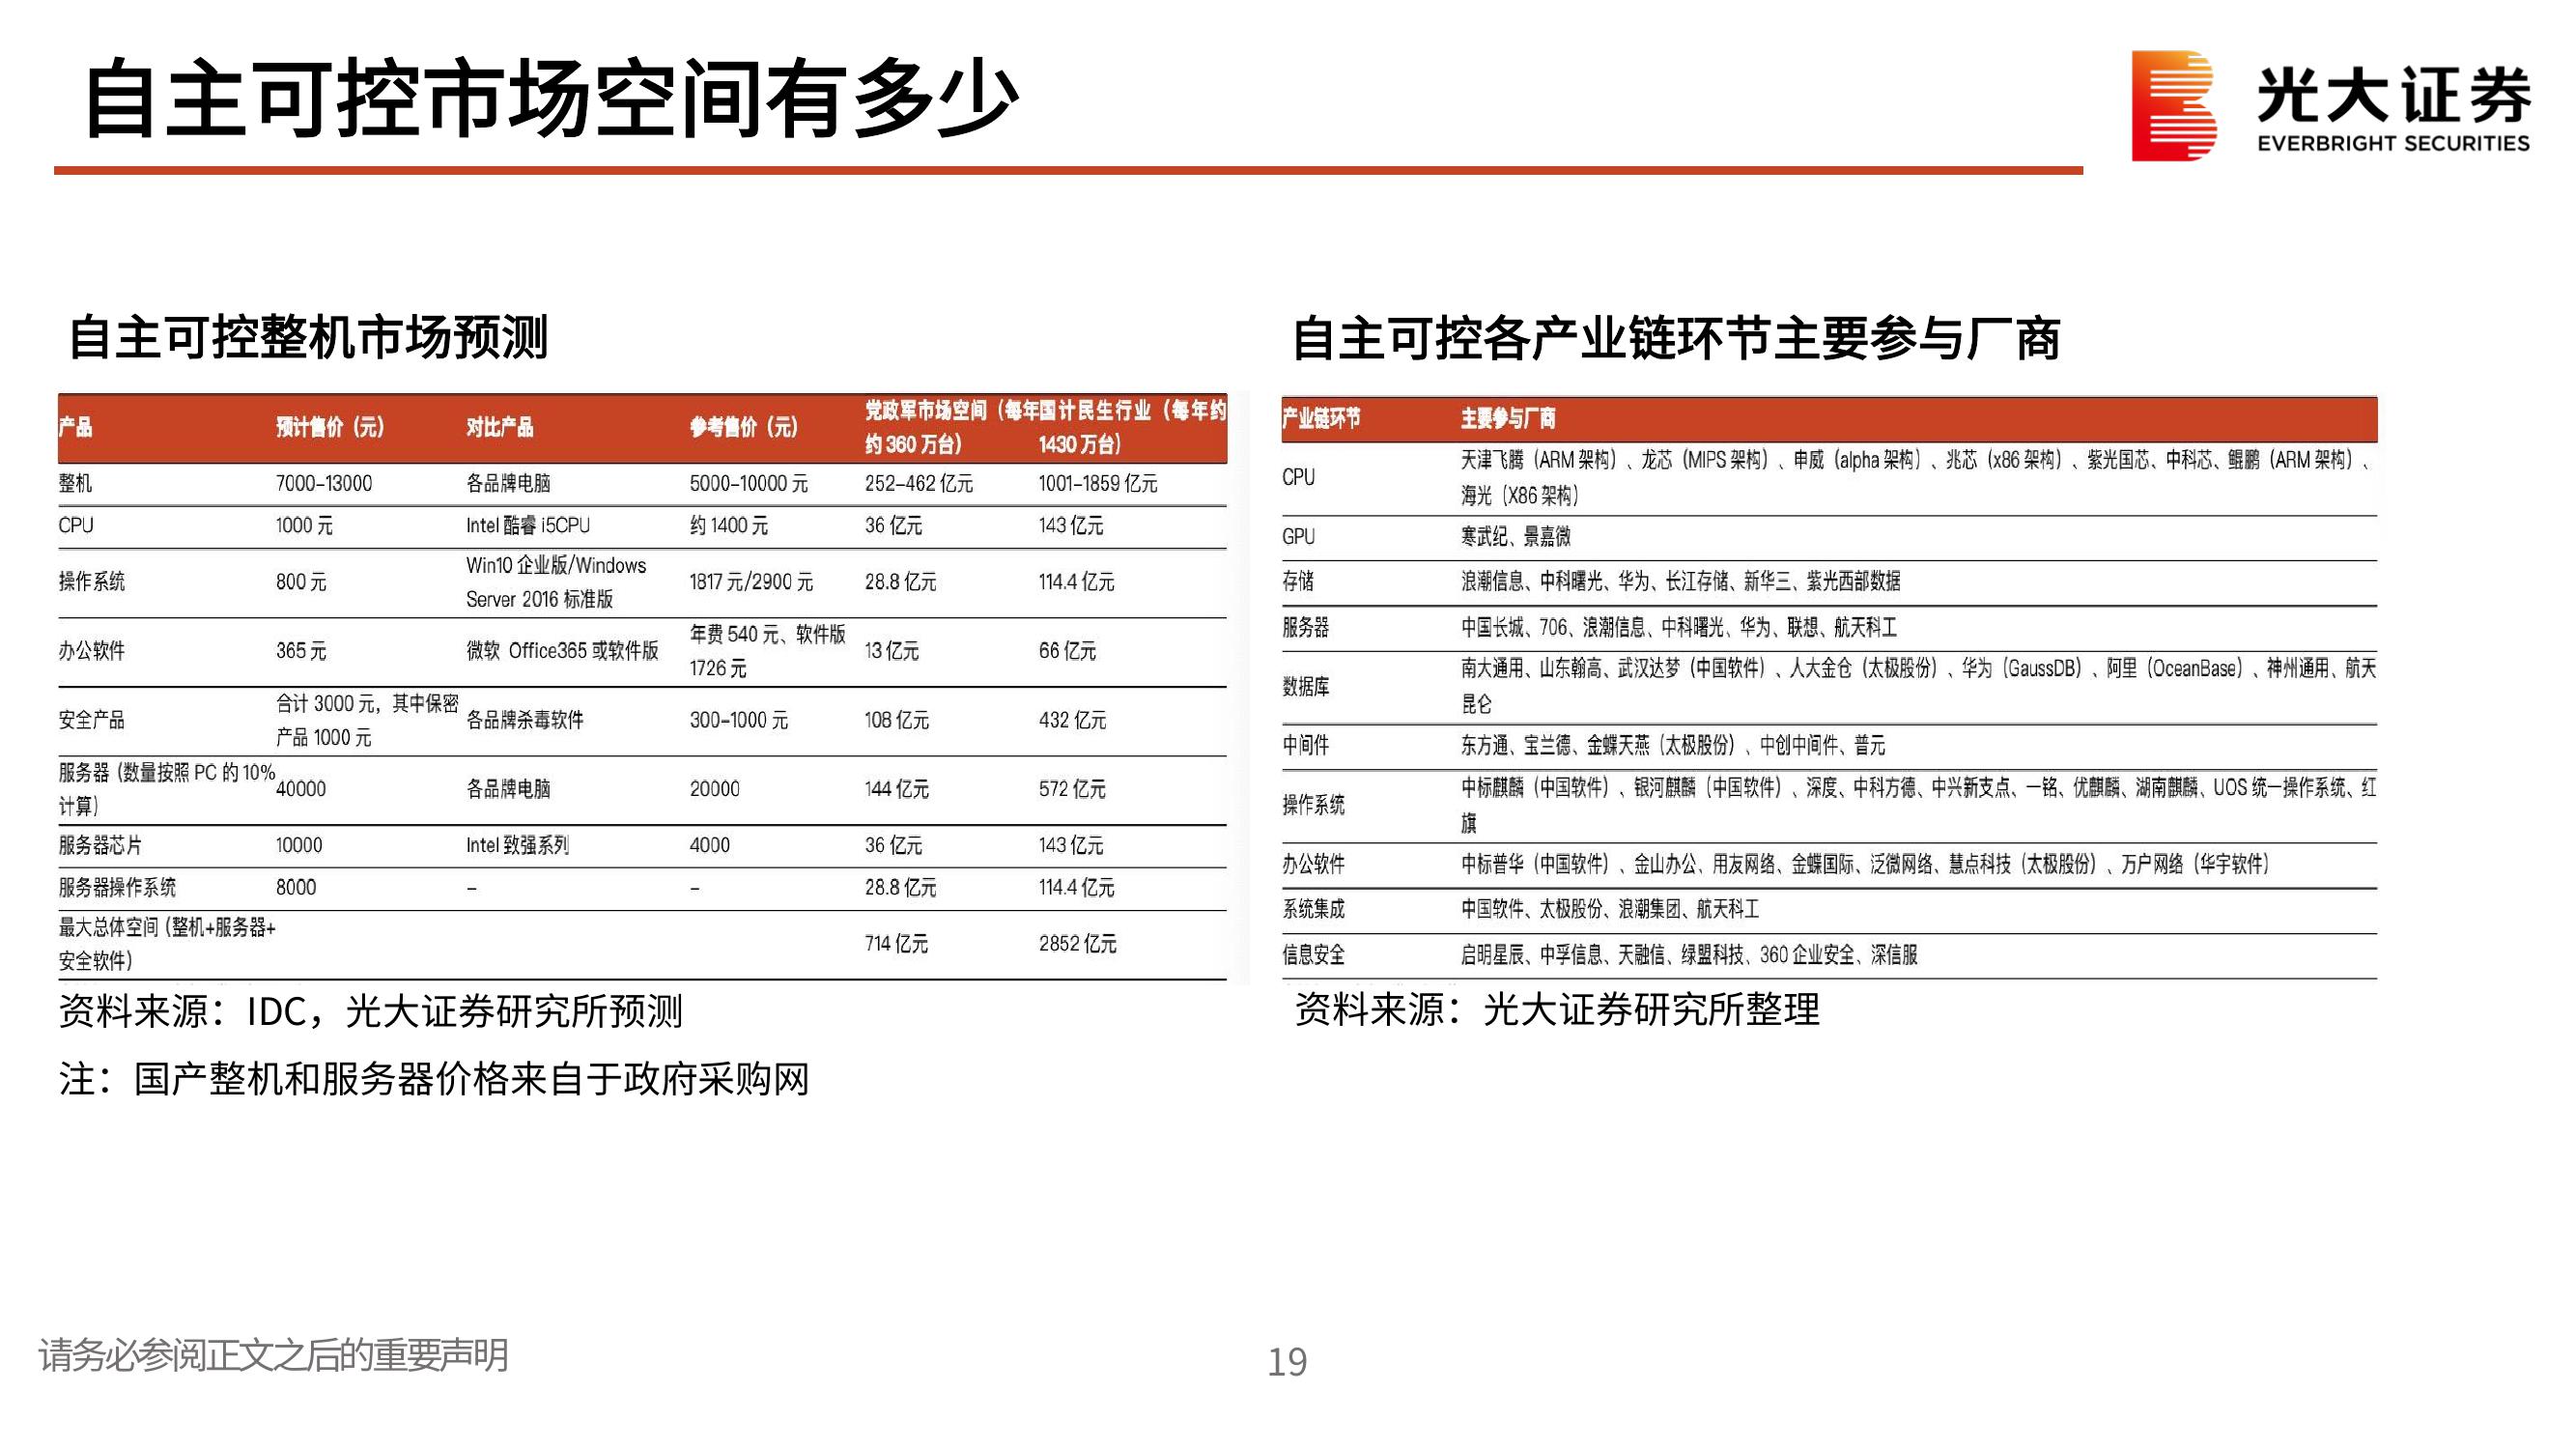 自主可控市场空间有多少
光大证券
EVERBRIGHT SECURITIES
自主可控整机市场预测
产品 预计售价（元） 对比产品 参考售价（元） 党政军市场空间（每年约 360 万台） 国计民生行业（每年约 1430 万台）
整机 7000-13000 各品牌电脑 5000-10000 元 252-462 亿元 1001-1859 亿元
CPU 1000 元 Intel 酷睿 i5CPU 约 1400 元 36 亿元 143 亿元
操作系统 800 元 Win10 企业版/Windows Server 2016 标准版 1817 元/2900 元 28.8 亿元 114.4 亿元
办公软件 365 元 微软 Office365 或软件版 年费 540 元、软件版 1726 元 13 亿元 66 亿元
安全产品 合计 3000 元，其中保密产品 1000 元 各品牌杀毒软件 300-1000 元 108 亿元 432 亿元
服务器（数量按照 PC 的 10% 计算） 40000 各品牌电脑 20000 144 亿元 572 亿元
服务器芯片 10000 Intel 致强系列 4000 36 亿元 143 亿元
服务器操作系统 8000 - - 28.8 亿元 114.4 亿元
最大总体空间（整机+服务器+安全软件） 714 亿元 2852 亿元
资料来源：IDC，光大证券研究所预测
注：国产整机和服务器价格来自于政府采购网
自主可控各产业链环节主要参与厂商
产业链环节 主要参与厂商
CPU 天津飞腾（ARM 架构）、龙芯（MIPS 架构）、申威（alpha 架构）、兆芯（x86 架构）、紫光国芯、中科芯、鲲鹏（ARM 架构）、
海光（X86 架构）
GPU 寒武纪、景嘉微
存储 浪潮信息、中科曙光、华为、长江存储、新华三、紫光西部数据
服务器 中国长城、706、浪潮信息、中科曙光、华为、联想、航天科工
数据库 南大通用、山东翰高、武汉达梦（中国软件）、人大金仓（太极股份）、华为（GaussDB）、阿里（OceanBase）、神州通用、航天
昆仑
中间件 东方通、宝兰德、金蝶天燕（太极股份）、中创中间件、普元
操作系统 中标麒麟（中国软件）、银河麒麟（中国软件）、深度、中科方德、中兴新支点、一铭、优麒麟、湖南麒麟、UOS 统一操作系统、红
旗
办公软件 中标普华（中国软件）、金山办公、用友网络、金蝶国际、泛微网络、慧点科技（太极股份）、万户网络（华宇软件）
系统集成 中国软件、太极股份、浪潮集团、航天科工
信息安全 启明星辰、中孚信息、天融信、绿盟科技、360 企业安全、深信服
资料来源：光大证券研究所整理
请务必参阅正文之后的重要声明
19